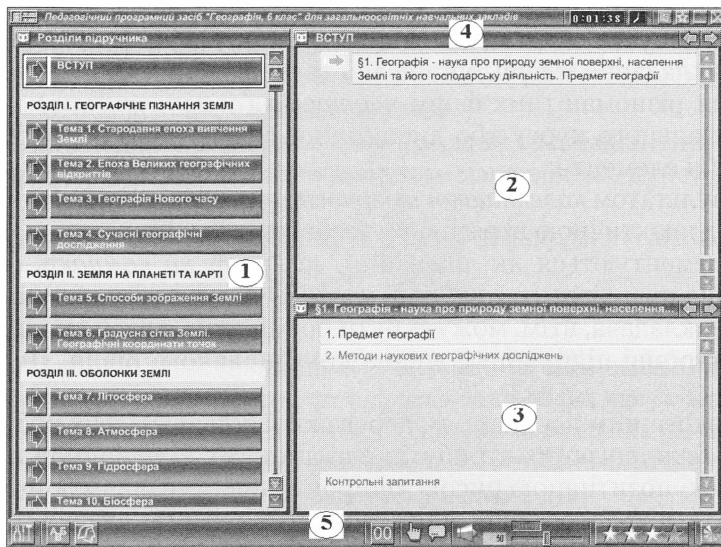 Педагогічний програмний засіб "Географія, 6 клас" для загальноосвітніх навчальних закладів
0:01:38
Розділи підручника
ВСТУП
РОЗДІЛ І. ГЕОГРАФІЧНЕ ПІЗНАННЯ ЗЕМЛІ
Тема 1. Стародавня епоха вивчення
Землі
Тема 2. Епоха Великих географічних
відкриттів
Тема 3. Географія Нового часу
Тема 4. Сучасні географічні
дослідження
РОЗДІЛ ІІ. ЗЕМЛЯ НА ПЛАНЕТІ ТА КАРТІ
1
Тема 5. Способи зображення Землі
Тема 6. Градусна сітка Землі.
Географічні координати точок
РОЗДІЛ ІІІ. ОБОЛОНКИ ЗЕМЛІ
Тема 7. Літосфера
Тема 8. Атмосфера
Тема 9. Гідросфера
Тема 10. Біосфера
ВСТУП
4
§1. Географія - наука про природу земної поверхні, населення
Землі та його господарську діяльність. Предмет географії
2
§1. Географія - наука про природу земної поверхні, населення...
1. Предмет географії
2. Методи наукових географічних досліджень
3
Контрольні запитання
5
50